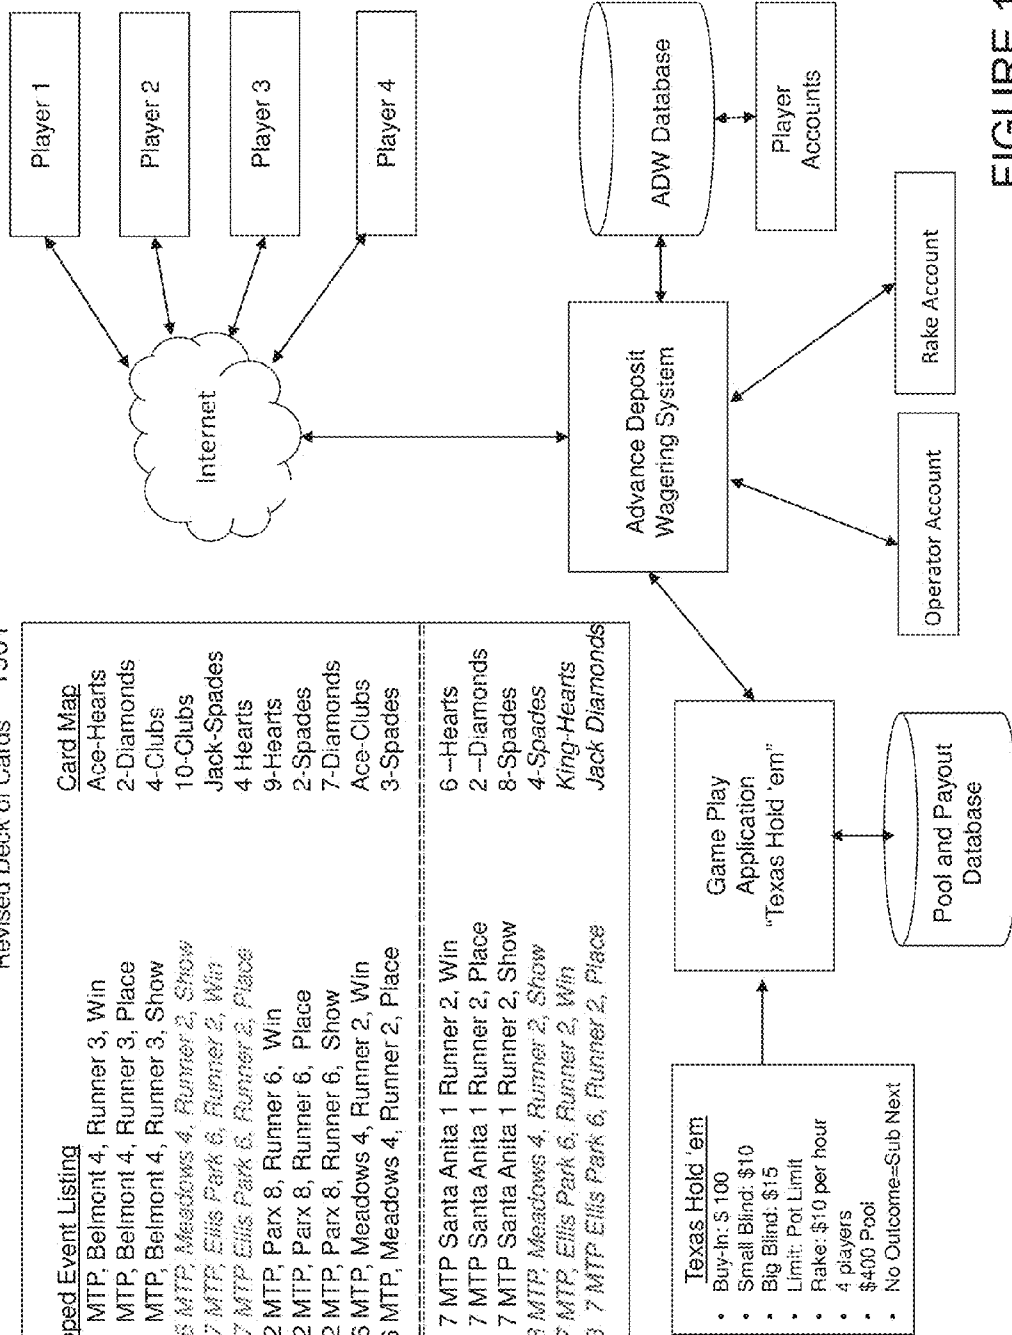 Revised Deck of Cards
pped Event Listing Card Map
MTP, Belmont 4, Runner 3, Win Ace-Hearts
MTP, Belmont 4, Runner 3, Place 2-Diamonds
MTP, Belmont 4, Runner 3, Show 4-Clubs
6 MTP, Meadows 4, Runner 2, Show 10-Clubs
7 MTP, Ellis Park 6, Runner 2, Win Jack-Spades
7 MTP Ellis Park 6, Runner 2, Place 4 Hearts
2 MTP, Parx 8, Runner 6, Win 9-Hearts
2 MTP, Parx 8, Runner 6, Place 2-Spades
2 MTP, Parx 8, Runner 6, Show 7-Diamonds
6 MTP, Meadows 4, Runner 2, Win Ace-Clubs
6 MTP, Meadows 4, Runner 2, Place 3-Spades
7 MTP Santa Anita 1 Runner 2, Win 6 –Hearts
7 MTP Santa Anita 1 Runner 2, Place 2 –Diamonds
7 MTP Santa Anita 1 Runner 2, Show 8-Spades
MTP, Meadows 4, Runner 2, Show 4-Spades
7 MTP, Ellis Park 6, Runner 2, Win King-Hearts
3 7 MTP Ellis Park 6, Runner 2, Place Jack Diamonds
Internet
Player 1
Player 2
Player 3
Player 4
Texas Hold 'em
• Buy-In: $ 100
• Small Blind: $10
• Big Blind: $15
• Limit: Pot Limit
• Rake: $10 per hour
• 4 players
• $400 Pool
• No Outcome=Sub Next
Game Play
Application
“Texas Hold 'em”
Pool and Payout
Database
Advance Deposit
Wagering System
Operator Account
Rake Account
ADW Database
Player
Accounts
FIGURE 1